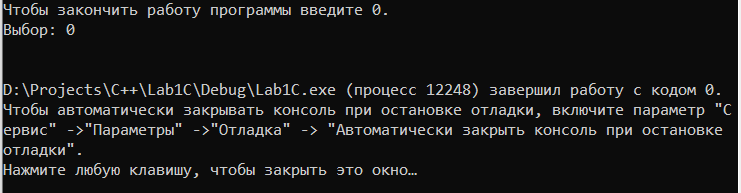 Чтобы закончить работу программы введите 0.
Выбор: 0
D:\Projects\C++\Lab1C\Debug\Lab1C.exe (процесс 12248) завершил работу с кодом 0.
Чтобы автоматически закрывать консоль при остановке отладки, включите параметр "С
ервис" ->"Параметры" ->"Отладка" -> "Автоматически закрыть консоль при остановке
отладки".
Нажмите любую клавишу, чтобы закрыть это окно…